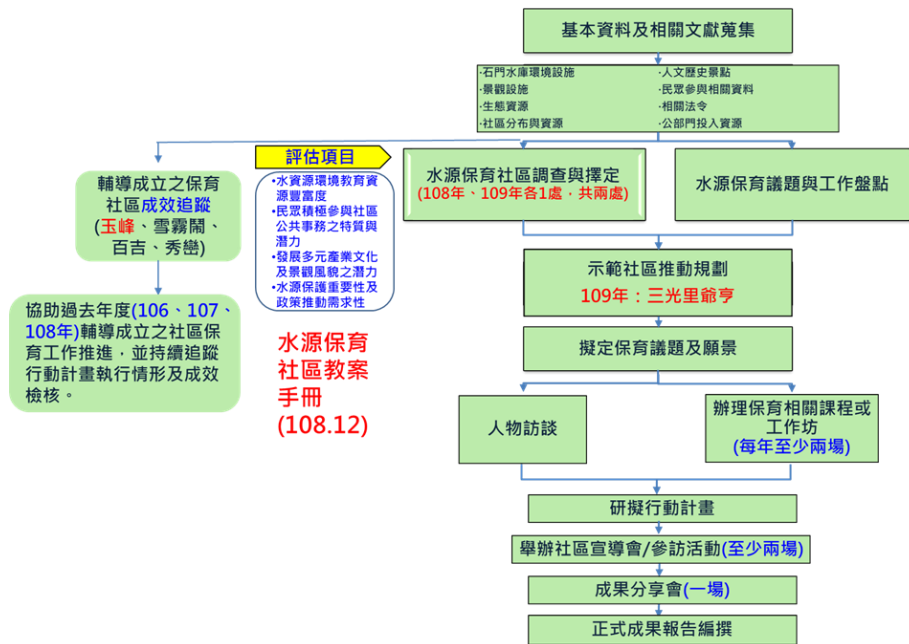 基本資料及相關文獻蒐集
·石門水庫環境設施
·景觀設施
·生態資源
·社區分布與資源
·人文歷史景點
·民眾參與相關資料
·相關法令
·公部門投入資源
輔導成立之保育
社區成效追蹤
(玉峰、雪霧鬧、
百吉、秀巒)
協助過去年度(106、107、
108年)輔導成立之社區保
育工作推進，並持續追蹤
行動計畫執行情形及成效
檢核。
評估項目
•水資源環境教育資
源豐富度
•民眾積極參與社區
公共事務之特質與
潛力
•發展多元產業文化
及景觀風貌之潛力
•水源保護重要性及
政策推動需求性
水源保育
社區教案
手冊
(108.12)
水源保育社區調查與擇定
(108年、109年各1處，共兩處)
水源保育議題與工作盤點
示範社區推動規劃
109年：三光里爺亨
擬定保育議題及願景
人物訪談
辦理保育相關課程或
工作坊
(每年至少兩場)
研擬行動計畫
舉辦社區宣導會/參訪活動(至少兩場)
成果分享會(一場)
正式成果報告編撰